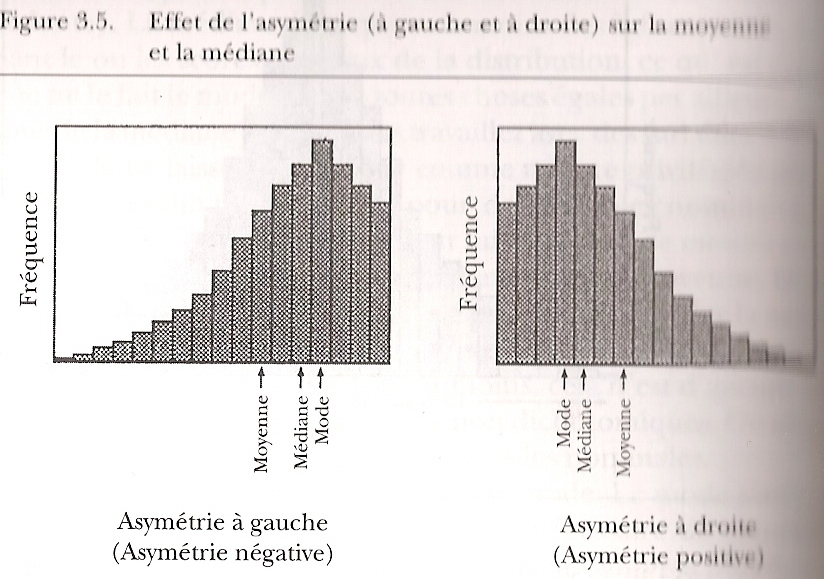 Figure 3.5. Effet de l'asymétrie (à gauche et à droite) sur la moyenne
et la médiane
Fréquence
Moyenne
Médiane
Mode
Asymétrie à gauche
(Asymétrie négative)
Fréquence
Mode
Médiane
Moyenne
Asymétrie à droite
(Asymétrie positive)